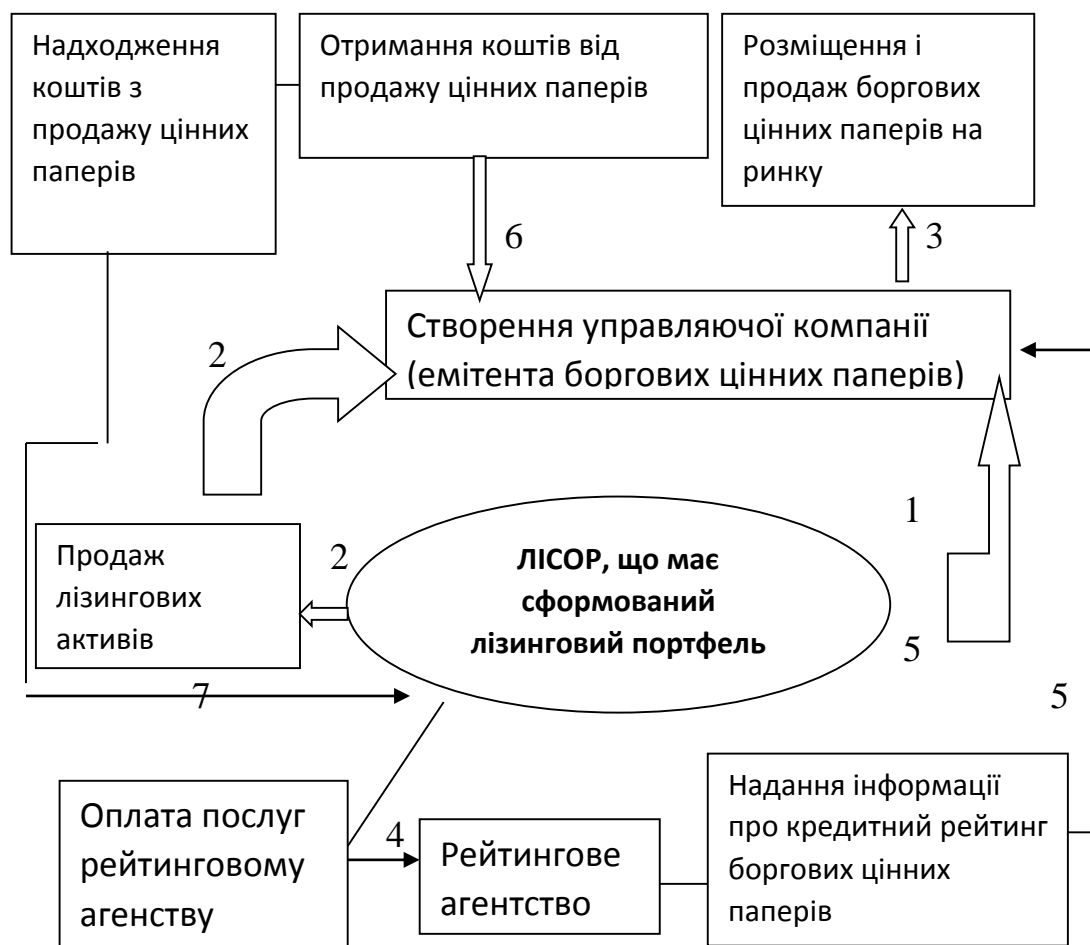 Надходження
коштів з
продажу цінних
паперів
Отримання коштів від
продажу цінних паперів
Розміщення і
продаж боргових
цінних паперів на
ринку
6
3
Створення управляючої компанії
(емітента боргових цінних паперів)
2
1
Продаж
лізингових
активів
2
ЛІСОР, що має
сформований
лізинговий портфель
5
7
5
Оплата послуг
рейтинговому
агенству
4
Рейтингове
агентство
Надання інформації
про кредитний рейтинг
боргових цінних
паперів